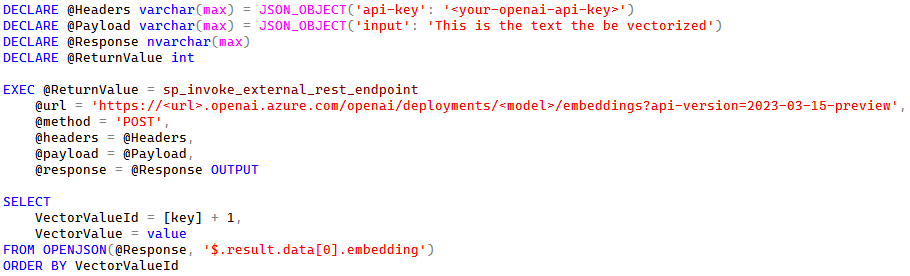 DECLARE @Headers varchar(max) = JSON_OBJECT('api-key': '<your-openai-api-key>')
DECLARE @Payload varchar(max) = JSON_OBJECT('input': 'This is the text the be vectorized')
DECLARE @Response nvarchar(max)
DECLARE @ReturnValue int

EXEC @ReturnValue = sp_invoke_external_rest_endpoint
    @url = 'https://<url>.openai.azure.com/openai/deployments/<model>/embeddings?api-version=2023-03-15-preview',
    @method = 'POST',
    @headers = @Headers,
    @payload = @Payload,
    @response = @Response OUTPUT

SELECT
    VectorValueId = [key] + 1,
    VectorValue = value
FROM OPENJSON(@Response, '$.result.data[0].embedding')
ORDER BY VectorValueId